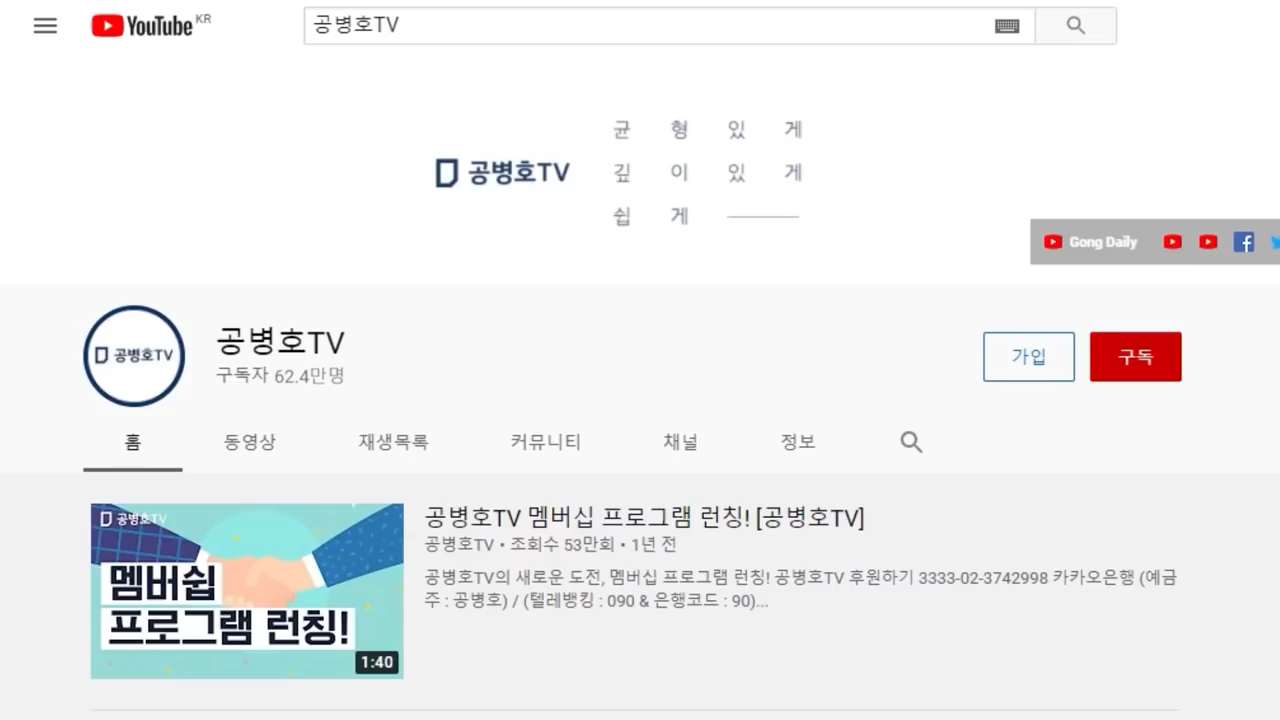 YouTube KR
공병호TV
균 형 있 게
공병호TV
깊 이 있 게
쉽 게
Gong Daily
공병호TV
공병호TV
구독자 62.4만명
가입
구독
홈
동영상
재생목록
커뮤니티
채널
정보
공병호TV
멤버쉽
프로그램 런칭!
1:40
공병호TV 멤버십 프로그램 런칭! [공병호TV]
공병호TV • 조회수 53만회 • 1년 전
공병호TV의 새로운 도전, 멤버십 프로그램 런칭! 공병호TV 후원하기 3333-02-3742998 카카오은행 (예금
주 : 공병호) / (텔레뱅킹 : 090 & 은행코드 : 90)...